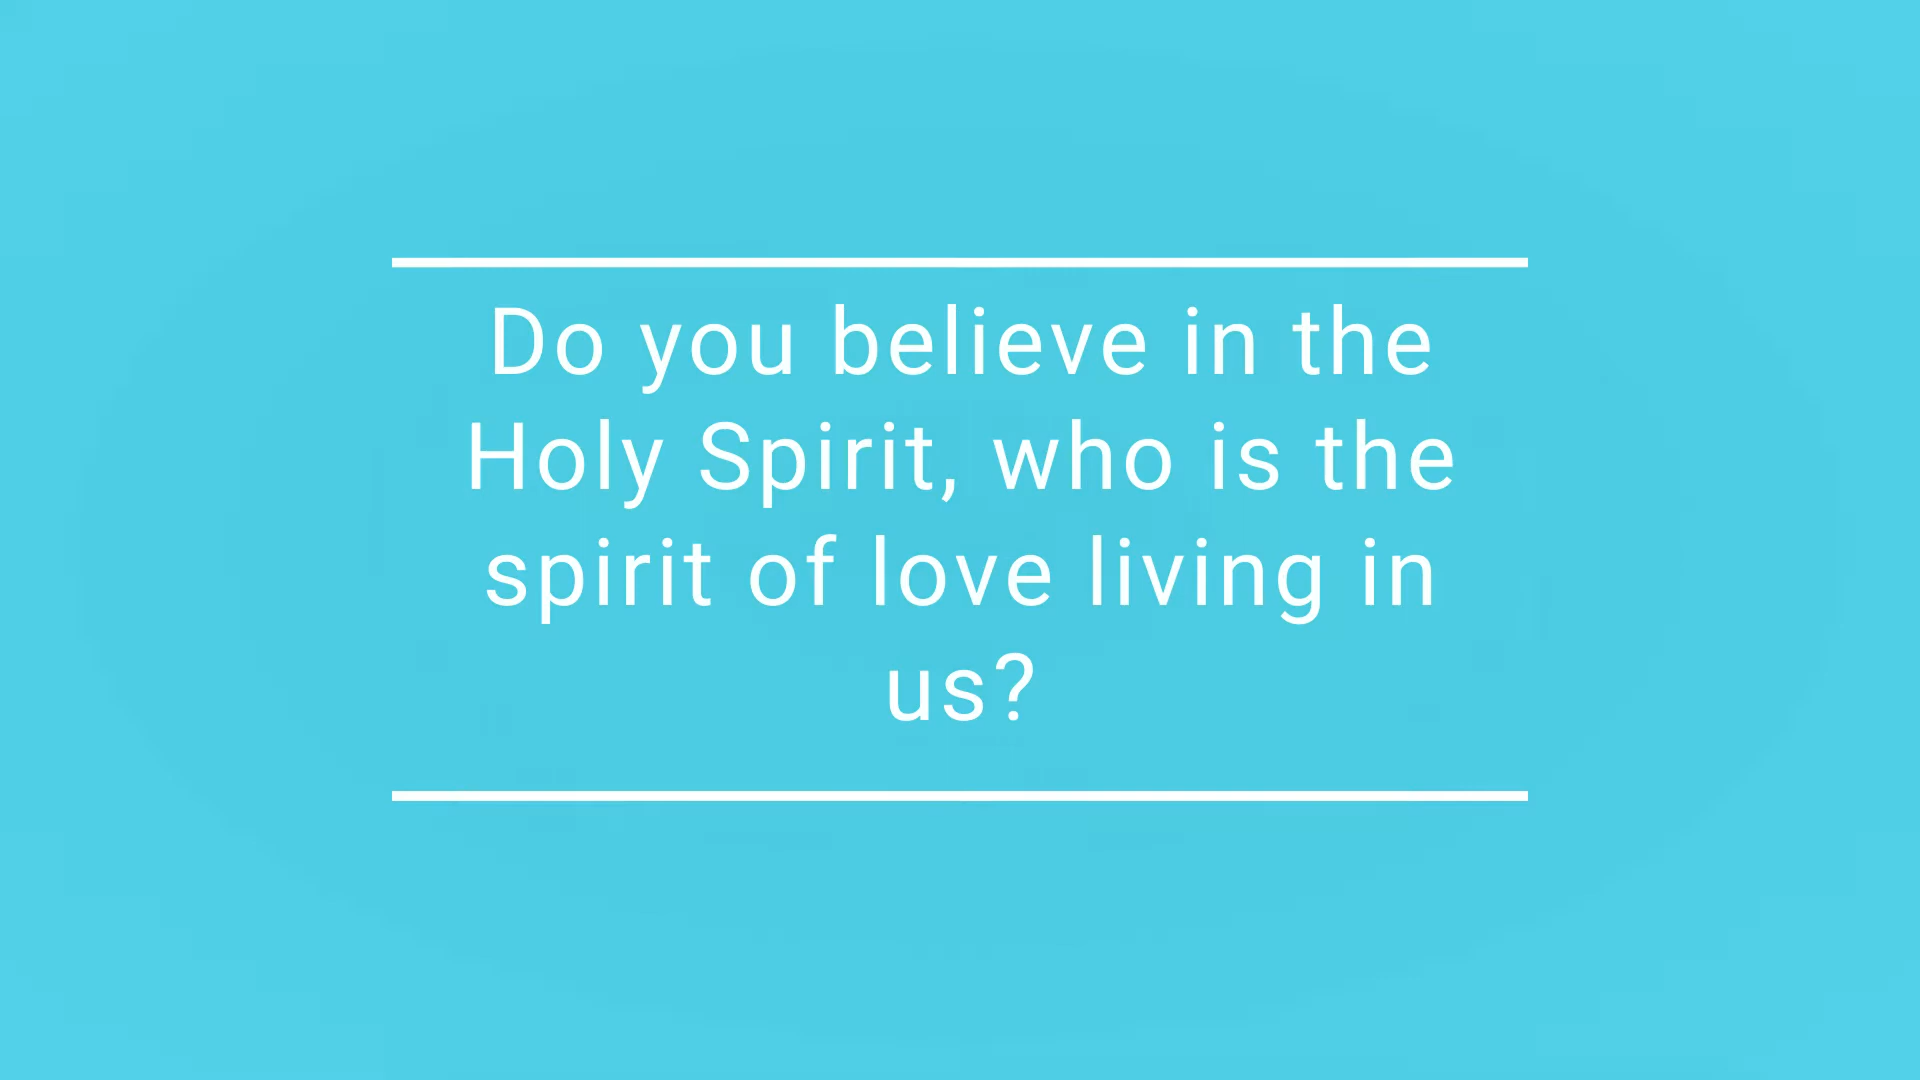 Do you believe in the
Holy Spirit, who is the
spirit of love living in
us?